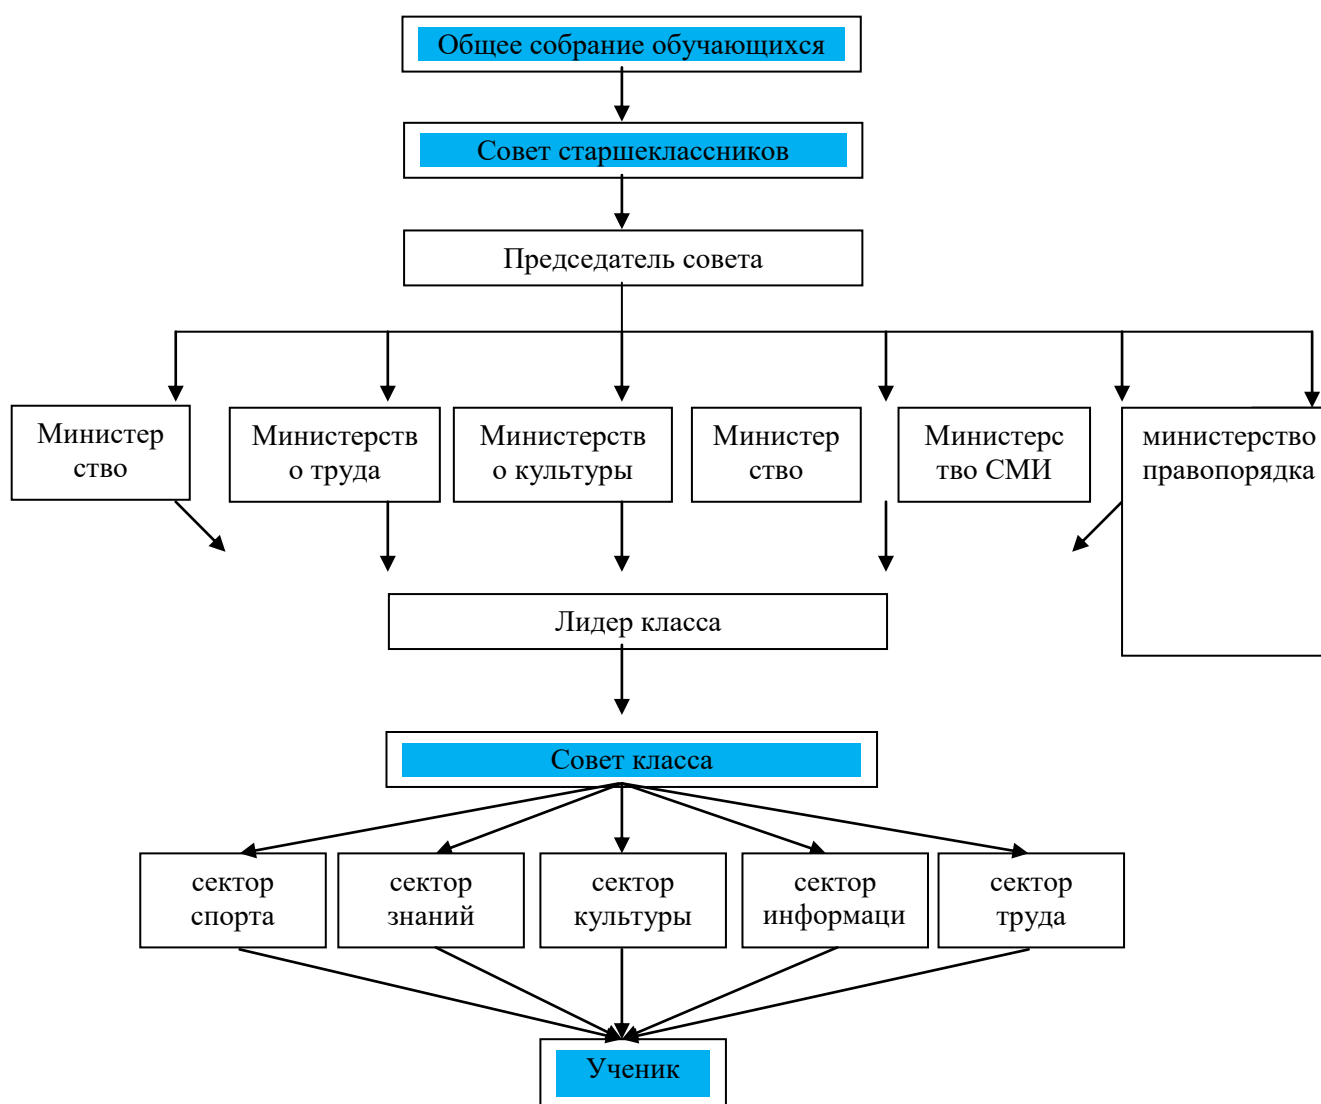 Общее собрание обучающихся
Совет старшеклассников
Председатель совета
Министер
ство
Министерств
о труда
Министерств
о культуры
Министер
ство
Министерс
тво СМИ
министерство
правопорядка
Лидер класса
Совет класса
сектор
спорта
сектор
знаний
сектор
культуры
сектор
информаци
сектор
труда
Ученик